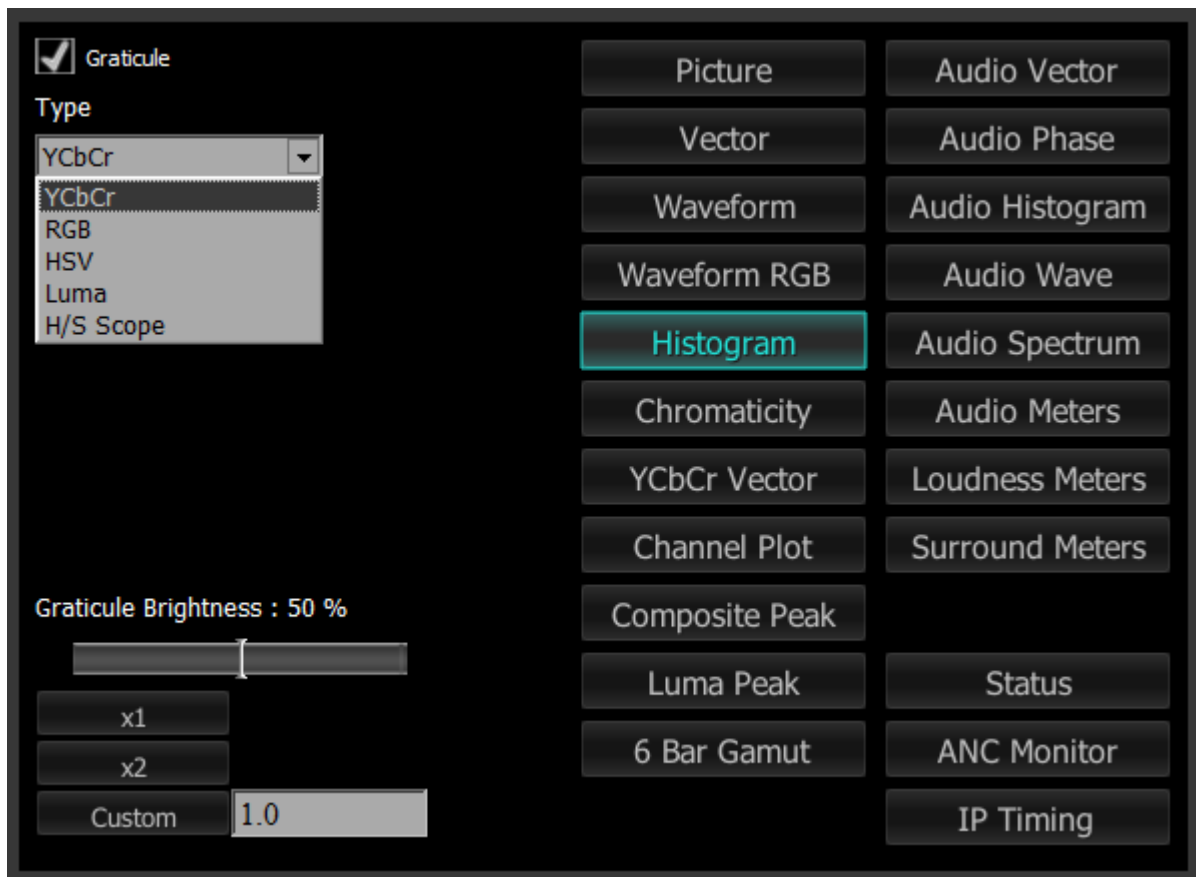 Graticule
Type
YCbCr
YCbCr
RGB
HSV
Luma
H/S Scope
Graticule Brightness : 50 %
x1
x2
Custom
1.0
Picture
Vector
Waveform
Waveform RGB
Histogram
Chromaticity
YCbCr Vector
Channel Plot
Composite Peak
Luma Peak
6 Bar Gamut
Audio Vector
Audio Phase
Audio Histogram
Audio Wave
Audio Spectrum
Audio Meters
Loudness Meters
Surround Meters
Status
ANC Monitor
IP Timing